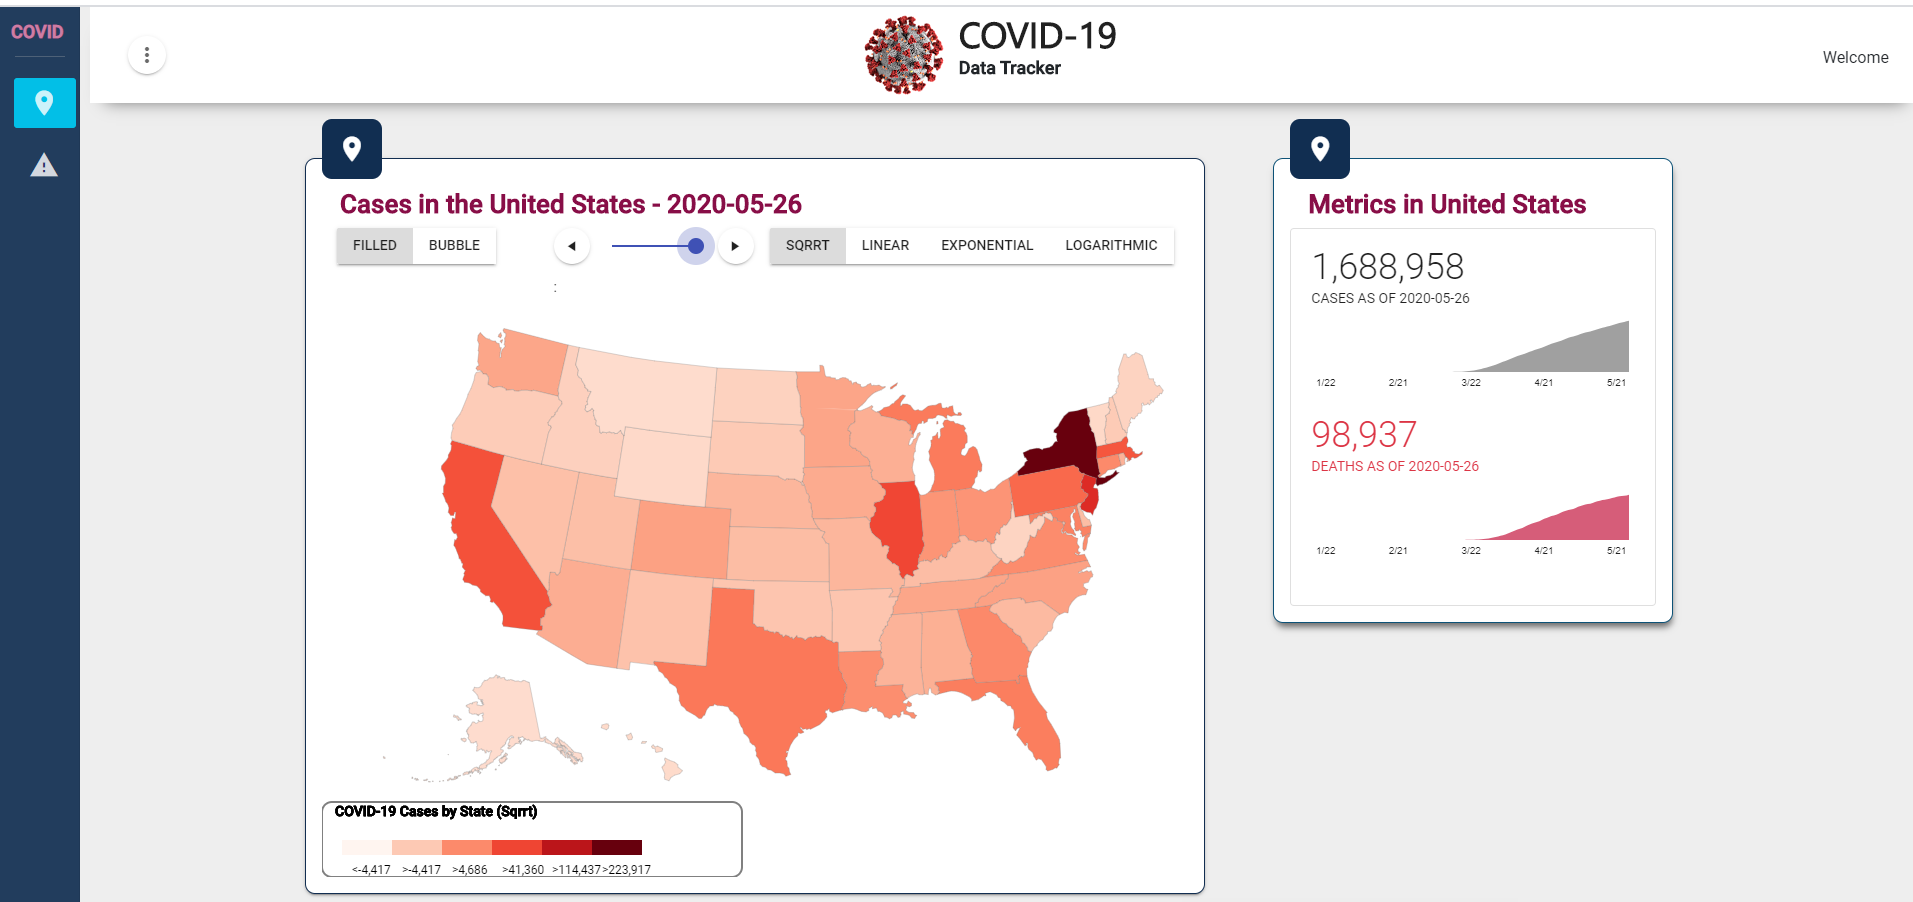 COVID
COVID-19
Data Tracker
Welcome
Cases in the United States - 2020-05-26
FILLED BUBBLE
SQRRT LINEAR EXPONENTIAL LOGARITHMIC
:
COVID-19 Cases by State (Sqrrt)
<-4,417 >-4,417 >4,686 >41,360 >114,437 >223,917
Metrics in United States
1,688,958
CASES AS OF 2020-05-26
1/22 2/21 3/22 4/21 5/21
98,937
DEATHS AS OF 2020-05-26
1/22 2/21 3/22 4/21 5/21